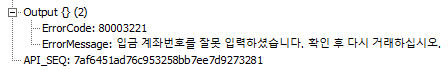 Output {} (2)
ErrorCode: 80003221
ErrorMessage: 입금 계좌번호를 잘못 입력하셨습니다. 확인 후 다시 거래하십시오.
API_SEQ: 7af6451ad76c953258bb7ee7d9273281